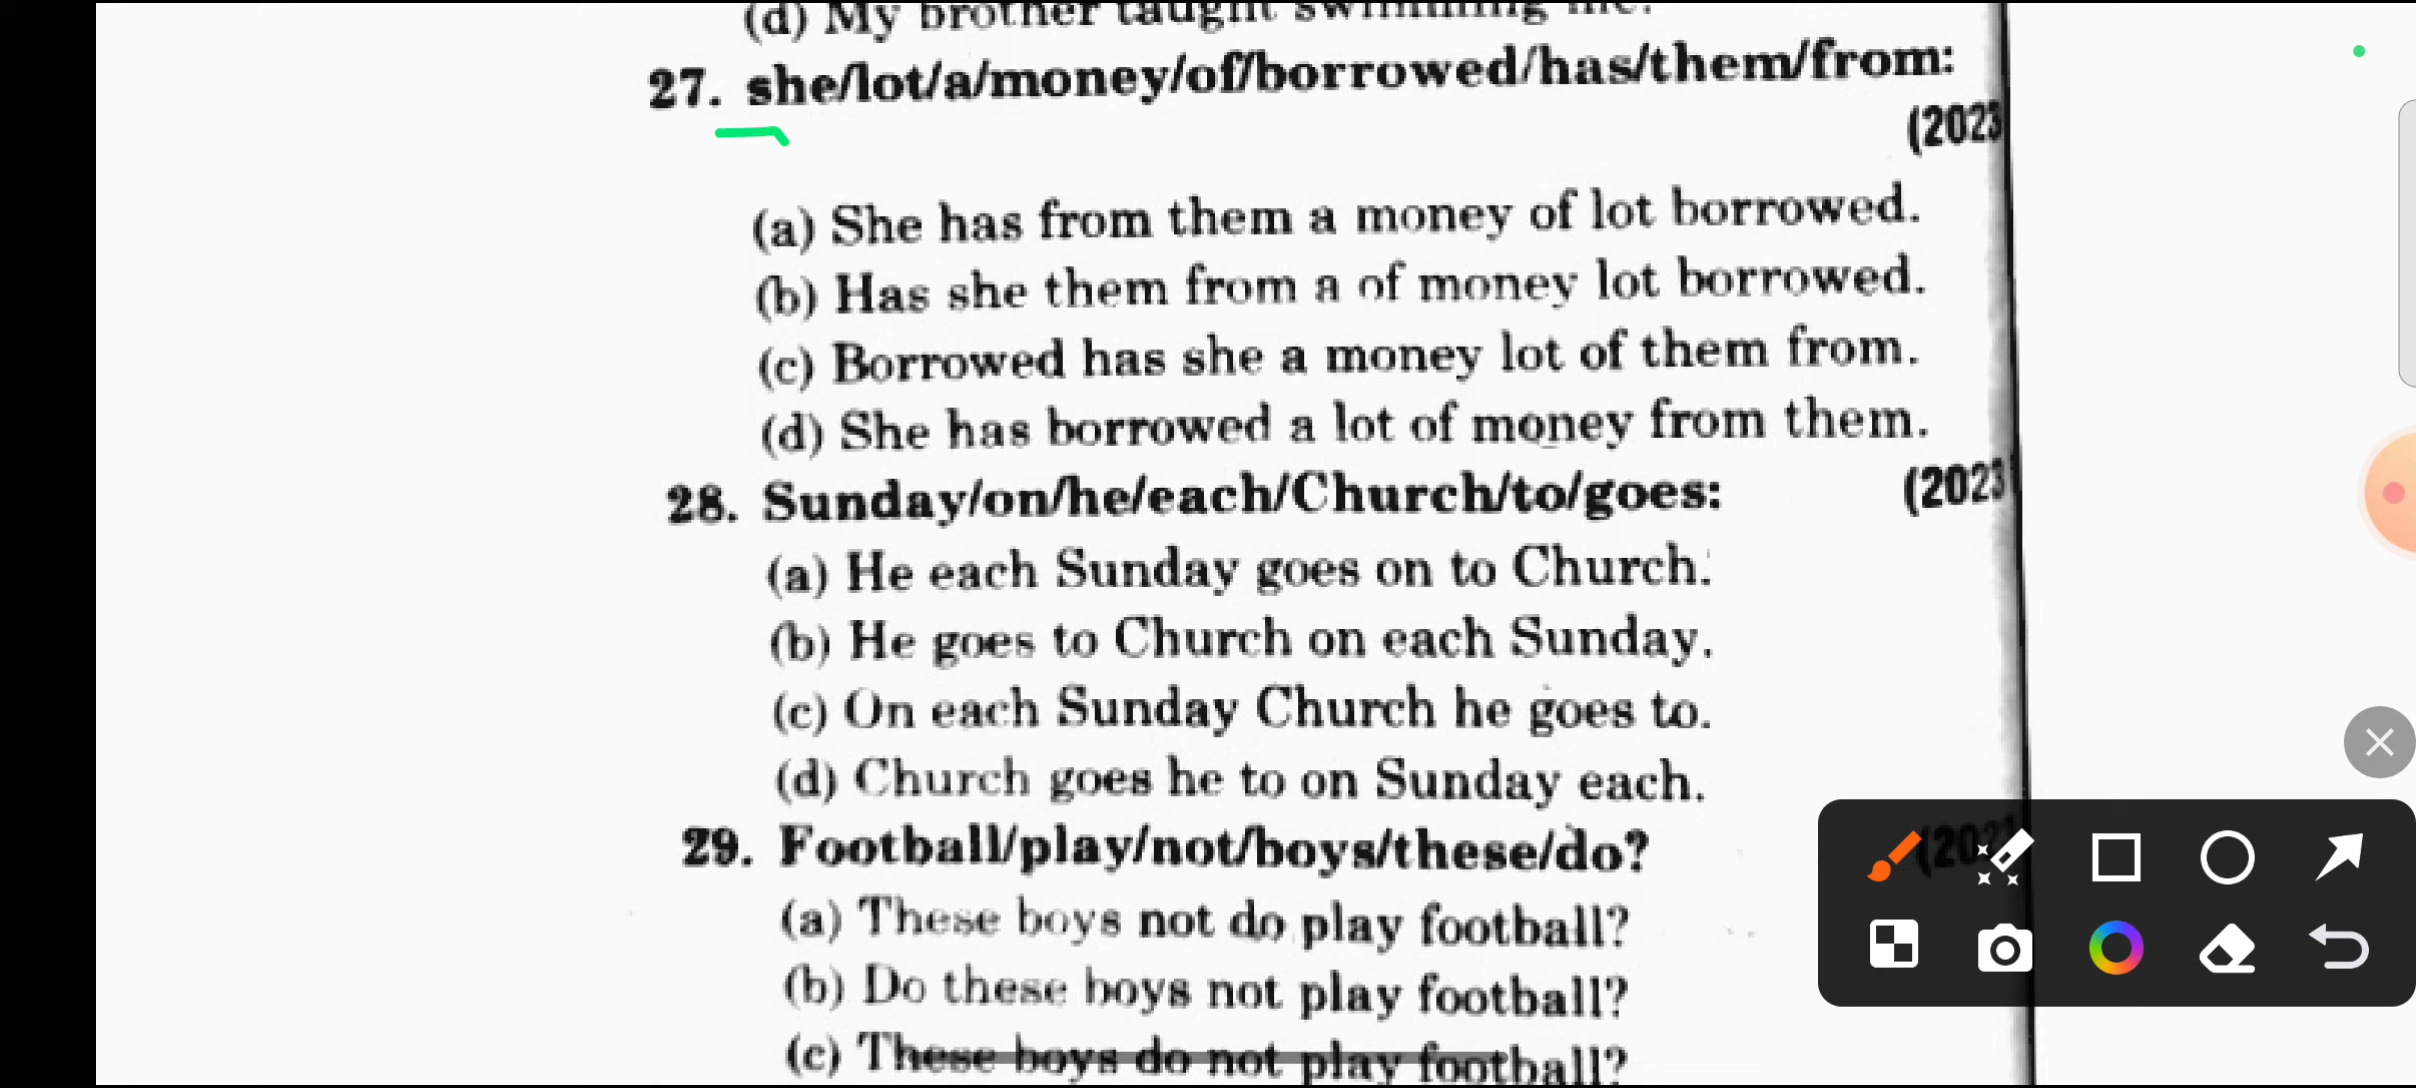 (d) My brother taught swimming me.
27. she/lot/a/money/of/borrowed/has/them/from:
(2023
(a) She has from them a money of lot borrowed.
(b) Has she them from a of money lot borrowed.
(c) Borrowed has she a money lot of them from.
(d) She has borrowed a lot of money from them.
28. Sunday/on/he/each/Church/to/goes: (2023
(a) He each Sunday goes on to Church.
(b) He goes to Church on each Sunday.
(c) On each Sunday Church he goes to.
(d) Church goes he to on Sunday each.
29. Football/play/not/boys/these/do?
(a) These boys not do play football?
(b) Do these boys not play football?
(c) These boys do not play football?